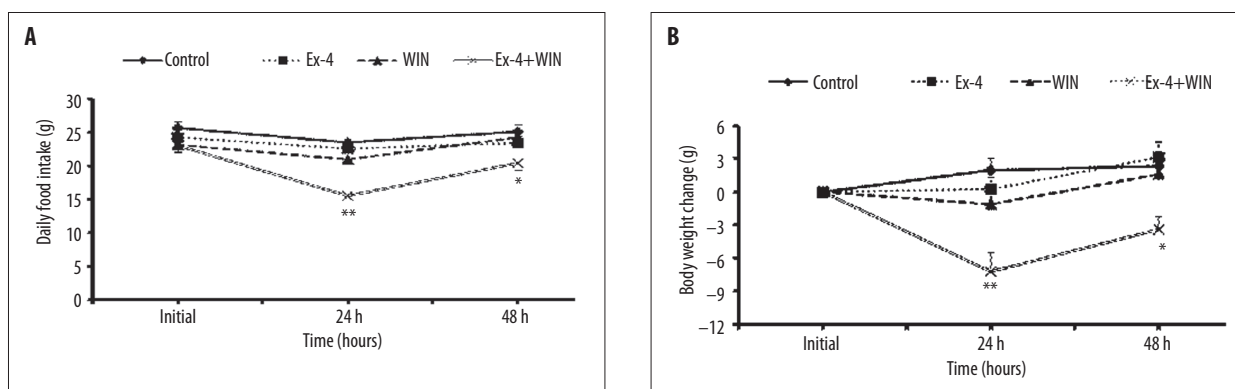 A
Control Ex-4 WIN Ex-4+WIN
Daily food intake (g)
30
25
20
15
10
5
0
**
*
Initial 24 h 48 h
Time (hours)
B
Control Ex-4 WIN Ex-4+WIN
Body weight change (g)
6
3
0
–3
–6
–9
–12
**
*
Initial 24 h 48 h
Time (hours)